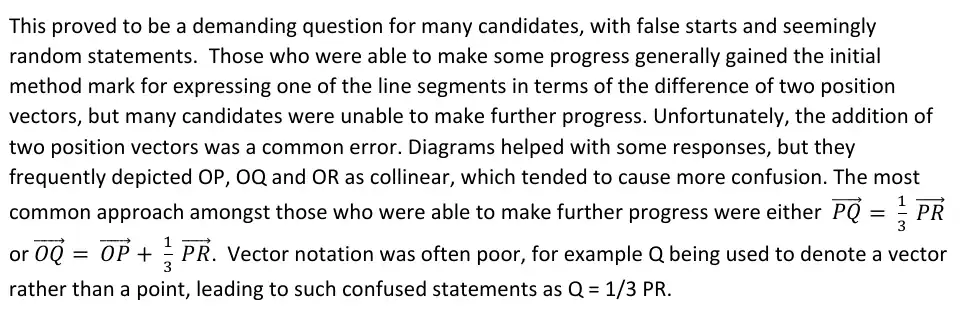 This proved to be a demanding question for many candidates, with false starts and seemingly
random statements.  Those who were able to make some progress generally gained the initial
method mark for expressing one of the line segments in terms of the difference of two position
vectors, but many candidates were unable to make further progress. Unfortunately, the addition of
two position vectors was a common error. Diagrams helped with some responses, but they
frequently depicted OP, OQ and OR as collinear, which tended to cause more confusion. The most
common approach amongst those who were able to make further progress were either $\overrightarrow{PQ} = \frac{1}{3} \overrightarrow{PR}$
or $\overrightarrow{OQ} = \overrightarrow{OP} + \frac{1}{3} \overrightarrow{PR}$.  Vector notation was often poor, for example Q being used to denote a vector
rather than a point, leading to such confused statements as Q = 1/3 PR.